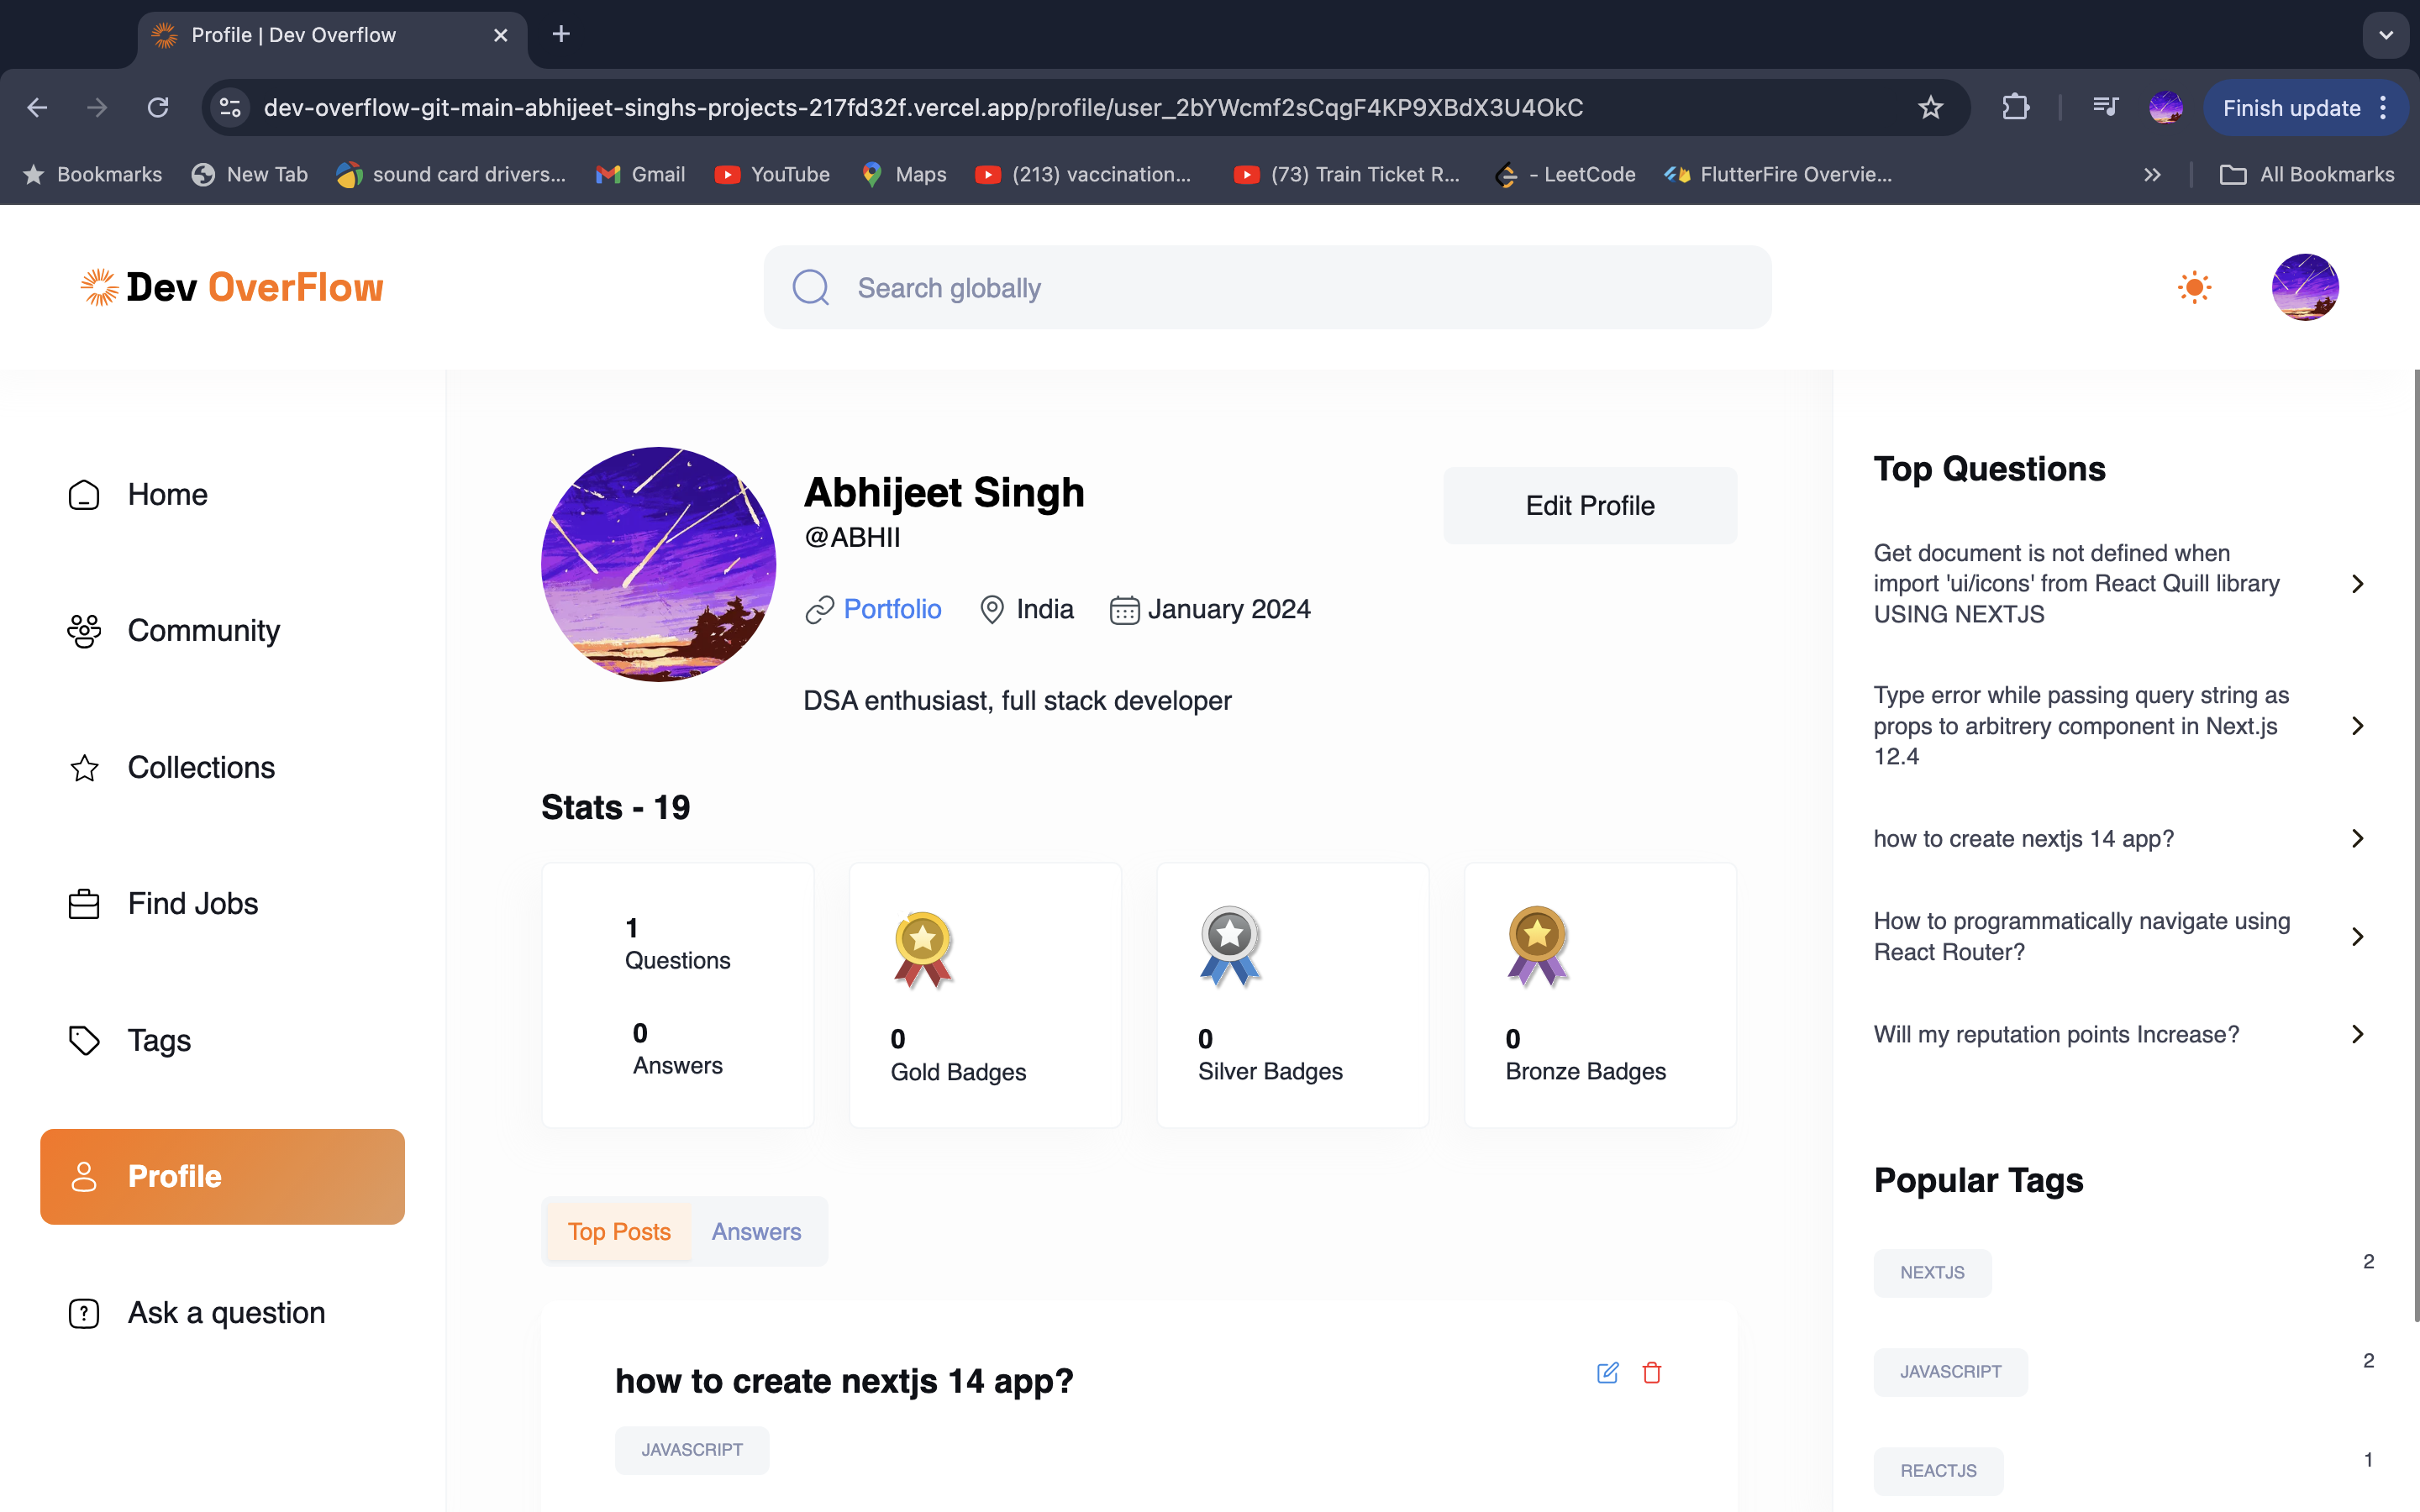 Profile | Dev Overflow
dev-overflow-git-main-abhijeet-singhs-projects-217fd32f.vercel.app/profile/user_2bYWcmf2sCqgF4KP9XBdX3U4OkC
Finish update
Bookmarks
New Tab
sound card drivers...
Gmail
YouTube
Maps
(213) vaccination...
(73) Train Ticket R...
- LeetCode
FlutterFire Overvie...
All Bookmarks
Dev OverFlow
Search globally
Home
Community
Collections
Find Jobs
Tags
Profile
Ask a question
Abhijeet Singh
@ABHII
Edit Profile
Portfolio
India
January 2024
DSA enthusiast, full stack developer
Stats - 19
1
Questions
0
Answers
0
Gold Badges
0
Silver Badges
0
Bronze Badges
Top Posts
Answers
how to create nextjs 14 app?
JAVASCRIPT
Top Questions
Get document is not defined when
import 'ui/icons' from React Quill library
USING NEXTJS
Type error while passing query string as
props to arbitrery component in Next.js
12.4
how to create nextjs 14 app?
How to programmatically navigate using
React Router?
Will my reputation points Increase?
Popular Tags
NEXTJS
2
JAVASCRIPT
2
REACTJS
1